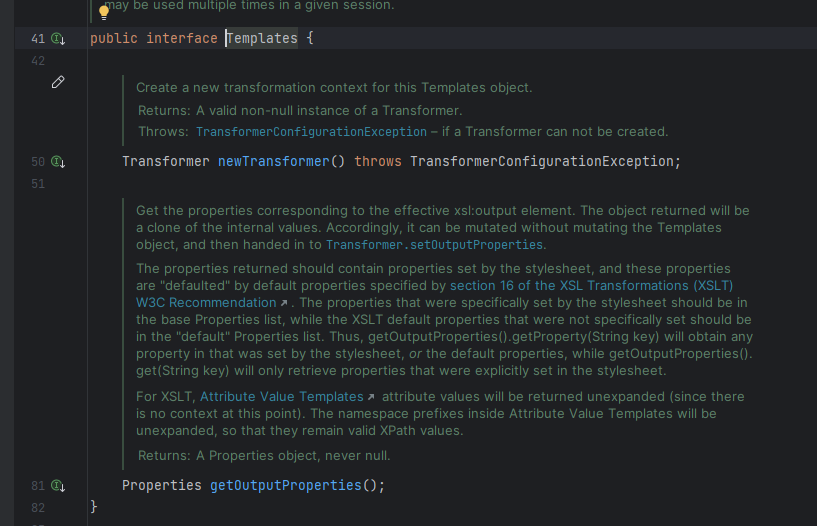 may be used multiple times in a given session.
41 public interface Templates {
42
Create a new transformation context for this Templates object.
Returns: A valid non-null instance of a Transformer.
Throws: TransformerConfigurationException – if a Transformer can not be created.
50 Transformer newTransformer() throws TransformerConfigurationException;
51
Get the properties corresponding to the effective xsl:output element. The object returned will be
a clone of the internal values. Accordingly, it can be mutated without mutating the Templates
object, and then handed in to Transformer.setOutputProperties.
The properties returned should contain properties set by the stylesheet, and these properties
are "defaulted" by default properties specified by section 16 of the XSL Transformations (XSLT)
W3C Recommendation ↗. The properties that were specifically set by the stylesheet should be in
the base Properties list, while the XSLT default properties that were not specifically set should be
in the "default" Properties list. Thus, getOutputProperties().getProperty(String key) will obtain any
property in that was set by the stylesheet, or the default properties, while getOutputProperties().
get(String key) will only retrieve properties that were explicitly set in the stylesheet.
For XSLT, Attribute Value Templates ↗ attribute values will be returned unexpanded (since there
is no context at this point). The namespace prefixes inside Attribute Value Templates will be
unexpanded, so that they remain valid XPath values.
Returns: A Properties object, never null.
81 Properties getOutputProperties();
82 }